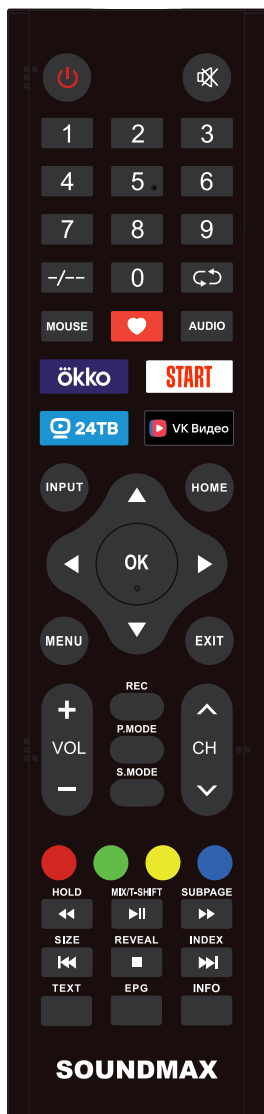 1 2 3
4 5 6
7 8 9
-/-- 0
MOUSE AUDIO
ökko START
24ТВ VK Видео
INPUT HOME
OK
MENU EXIT
REC
+
P.MODE
VOL CH
S.MODE
−
HOLD MIX/T-SHIFT SUBPAGE
SIZE REVEAL INDEX
TEXT EPG INFO
SOUNDMAX